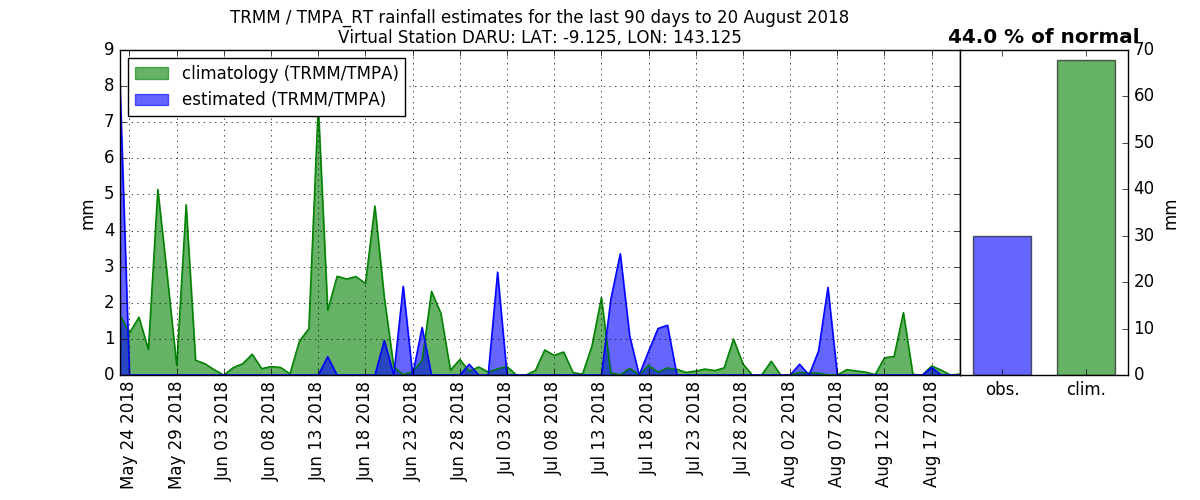 TRMM / TMPA_RT rainfall estimates for the last 90 days to 20 August 2018
Virtual Station DARU: LAT: -9.125, LON: 143.125
44.0 % of normal
climatology (TRMM/TMPA)
estimated (TRMM/TMPA)
mm
9
8
7
6
5
4
3
2
1
0
May 24 2018
May 29 2018
Jun 03 2018
Jun 08 2018
Jun 13 2018
Jun 18 2018
Jun 23 2018
Jun 28 2018
Jul 03 2018
Jul 08 2018
Jul 13 2018
Jul 18 2018
Jul 23 2018
Jul 28 2018
Aug 02 2018
Aug 07 2018
Aug 12 2018
Aug 17 2018
obs.
clim.
70
60
50
40
30
20
10
0
mm